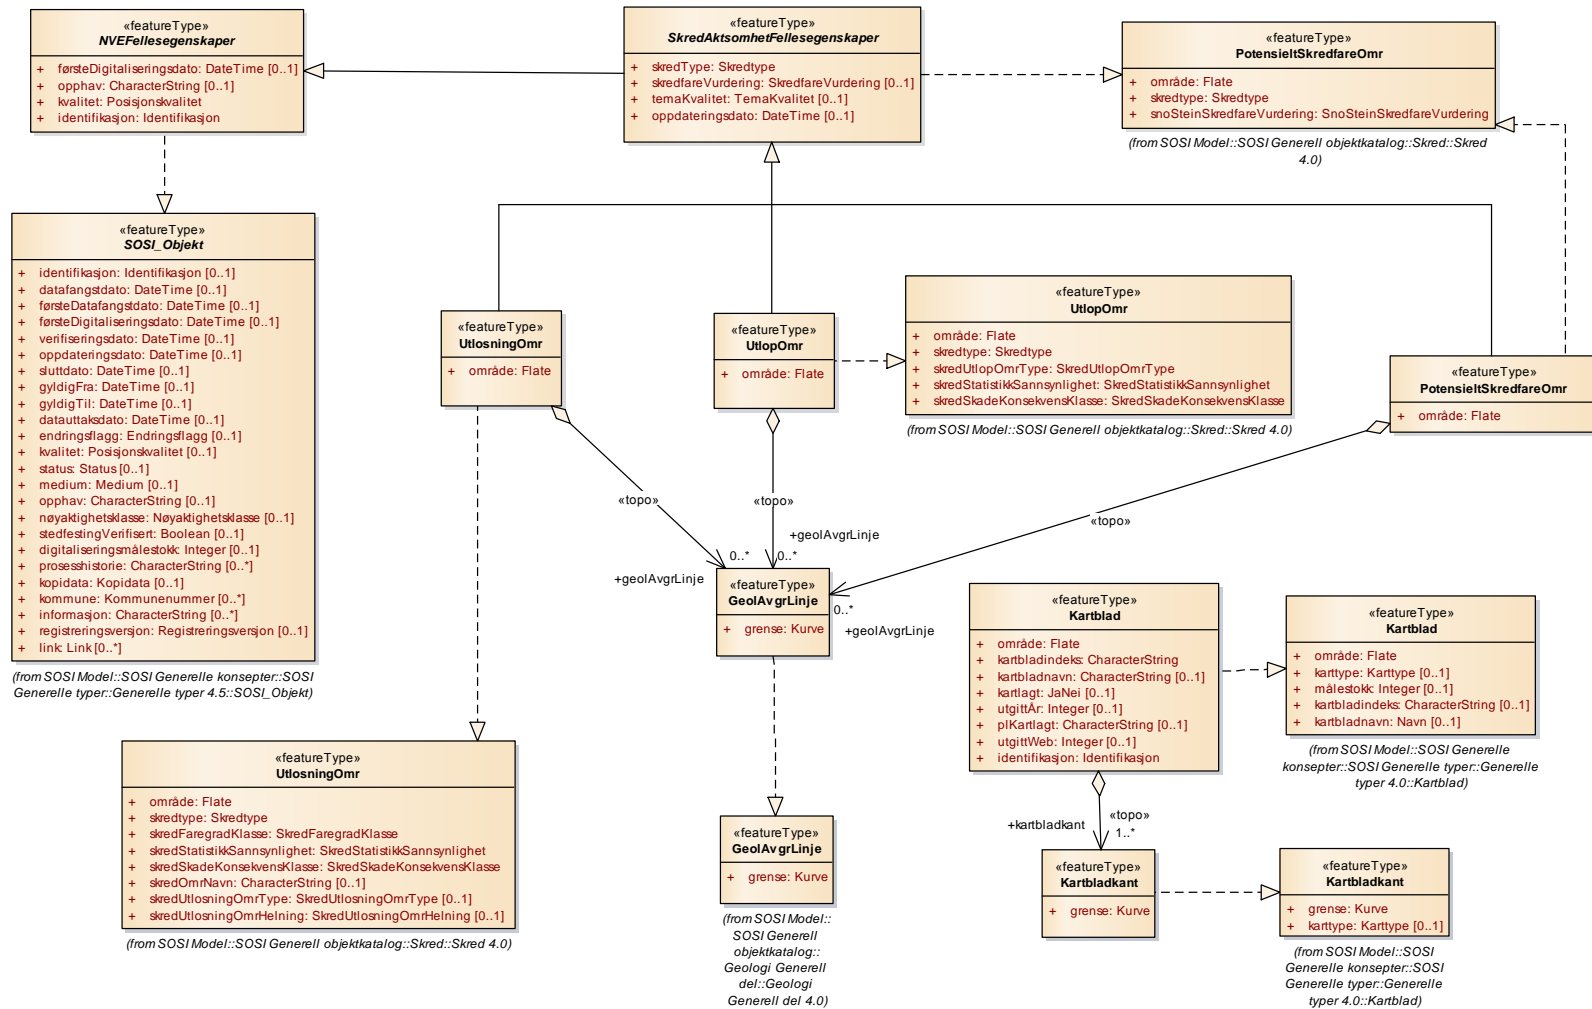 «featureType»
NVEFellesegenskaper
+ førsteDigitaliseringsdato: DateTime [0..1]
+ opphav: CharacterString [0..1]
+ kvalitet: Posisjonskvalitet
+ identifikasjon: Identifikasjon
«featureType»
SkredAktsomhetFellesegenskaper
+ skredType: Skredtype
+ skredfareVurdering: SkredfareVurdering [0..1]
+ temaKvalitet: TemaKvalitet [0..1]
+ oppdateringsdato: DateTime [0..1]
«featureType»
PotensieltSkredfareOmr
+ område: Flate
+ skredtype: Skredtype
+ snoSteinSkredfareVurdering: SnoSteinSkredfareVurdering
(from SOSI Model::SOSI Generell objektkatalog::Skred::Skred
4.0)
«featureType»
SOSI_Objekt
+ identifikasjon: Identifikasjon [0..1]
+ datafangstdato: DateTime [0..1]
+ førsteDatafangstdato: DateTime [0..1]
+ førsteDigitaliseringsdato: DateTime [0..1]
+ verifiseringsdato: DateTime [0..1]
+ oppdateringsdato: DateTime [0..1]
+ sluttdato: DateTime [0..1]
+ gyldigFra: DateTime [0..1]
+ gyldigTil: DateTime [0..1]
+ datauttaksdato: DateTime [0..1]
+ endringsflagg: Endringsflagg [0..1]
+ kvalitet: Posisjonskvalitet [0..1]
+ status: Status [0..1]
+ medium: Medium [0..1]
+ opphav: CharacterString [0..1]
+ nøyaktighetsklasse: Nøyaktighetsklasse [0..1]
+ stedfestingVerifisert: Boolean [0..1]
+ digitaliseringsmålestokk: Integer [0..1]
+ prosesshistorie: CharacterString [0..*]
+ kopidata: Kopidata [0..1]
+ kommune: Kommunenummer [0..*]
+ informasjon: CharacterString [0..*]
+ registreringsversjon: Registreringsversjon [0..1]
+ link: Link [0..*]
(from SOSI Model::SOSI Generelle konsepter::SOSI
Generelle typer::Generelle typer 4.5::SOSI_Objekt)
«featureType»
UtlosningOmr
+ område: Flate
«featureType»
UtlopOmr
+ område: Flate
«featureType»
UtlopOmr
+ område: Flate
+ skredtype: Skredtype
+ skredUtlopOmrType: SkredUtlopOmrType
+ skredStatistikkSannsynlighet: SkredStatistikkSannsynlighet
+ skredSkadeKonsekvensKlasse: SkredSkadeKonsekvensKlasse
(from SOSI Model::SOSI Generell objektkatalog::Skred::Skred 4.0)
«featureType»
PotensieltSkredfareOmr
+ område: Flate
«topo»
«topo»
«topo»
+geolAvgrLinje
0..*
0..*
+geolAvgrLinje
0..*
+geolAvgrLinje
«featureType»
GeolAvgrLinje
+ grense: Kurve
«featureType»
Kartblad
+ område: Flate
+ kartbladindeks: CharacterString
+ kartbladnavn: CharacterString [0..1]
+ kartlagt: JaNei [0..1]
+ utgittÅr: Integer [0..1]
+ plKartlagt: CharacterString [0..1]
+ utgittWeb: Integer [0..1]
+ identifikasjon: Identifikasjon
«featureType»
Kartblad
+ område: Flate
+ karttype: Karttype [0..1]
+ målestokk: Integer [0..1]
+ kartbladindeks: CharacterString [0..1]
+ kartbladnavn: Navn [0..1]
(from SOSI Model::SOSI Generelle
konsepter::SOSI Generelle typer::Generelle
typer 4.0::Kartblad)
«featureType»
UtlosningOmr
+ område: Flate
+ skredtype: Skredtype
+ skredFaregradKlasse: SkredFaregradKlasse
+ skredStatistikkSannsynlighet: SkredStatistikkSannsynlighet
+ skredSkadeKonsekvensKlasse: SkredSkadeKonsekvensKlasse
+ skredOmrNavn: CharacterString [0..1]
+ skredUtlosningOmrType: SkredUtlosningOmrType [0..1]
+ skredUtlosningOmrHelning: SkredUtlosningOmrHelning [0..1]
(from SOSI Model::SOSI Generell objektkatalog::Skred::Skred 4.0)
«featureType»
GeolAvgrLinje
+ grense: Kurve
(from SOSI Model::
SOSI Generell
objektkatalog::
Geologi Generell
del::Geologi
Generell del 4.0)
+kartbladkant
«topo»
1..*
«featureType»
Kartbladkant
+ grense: Kurve
«featureType»
Kartbladkant
+ grense: Kurve
+ karttype: Karttype [0..1]
(from SOSI Model::SOSI
Generelle konsepter::SOSI
Generelle typer::Generelle
typer 4.0::Kartblad)